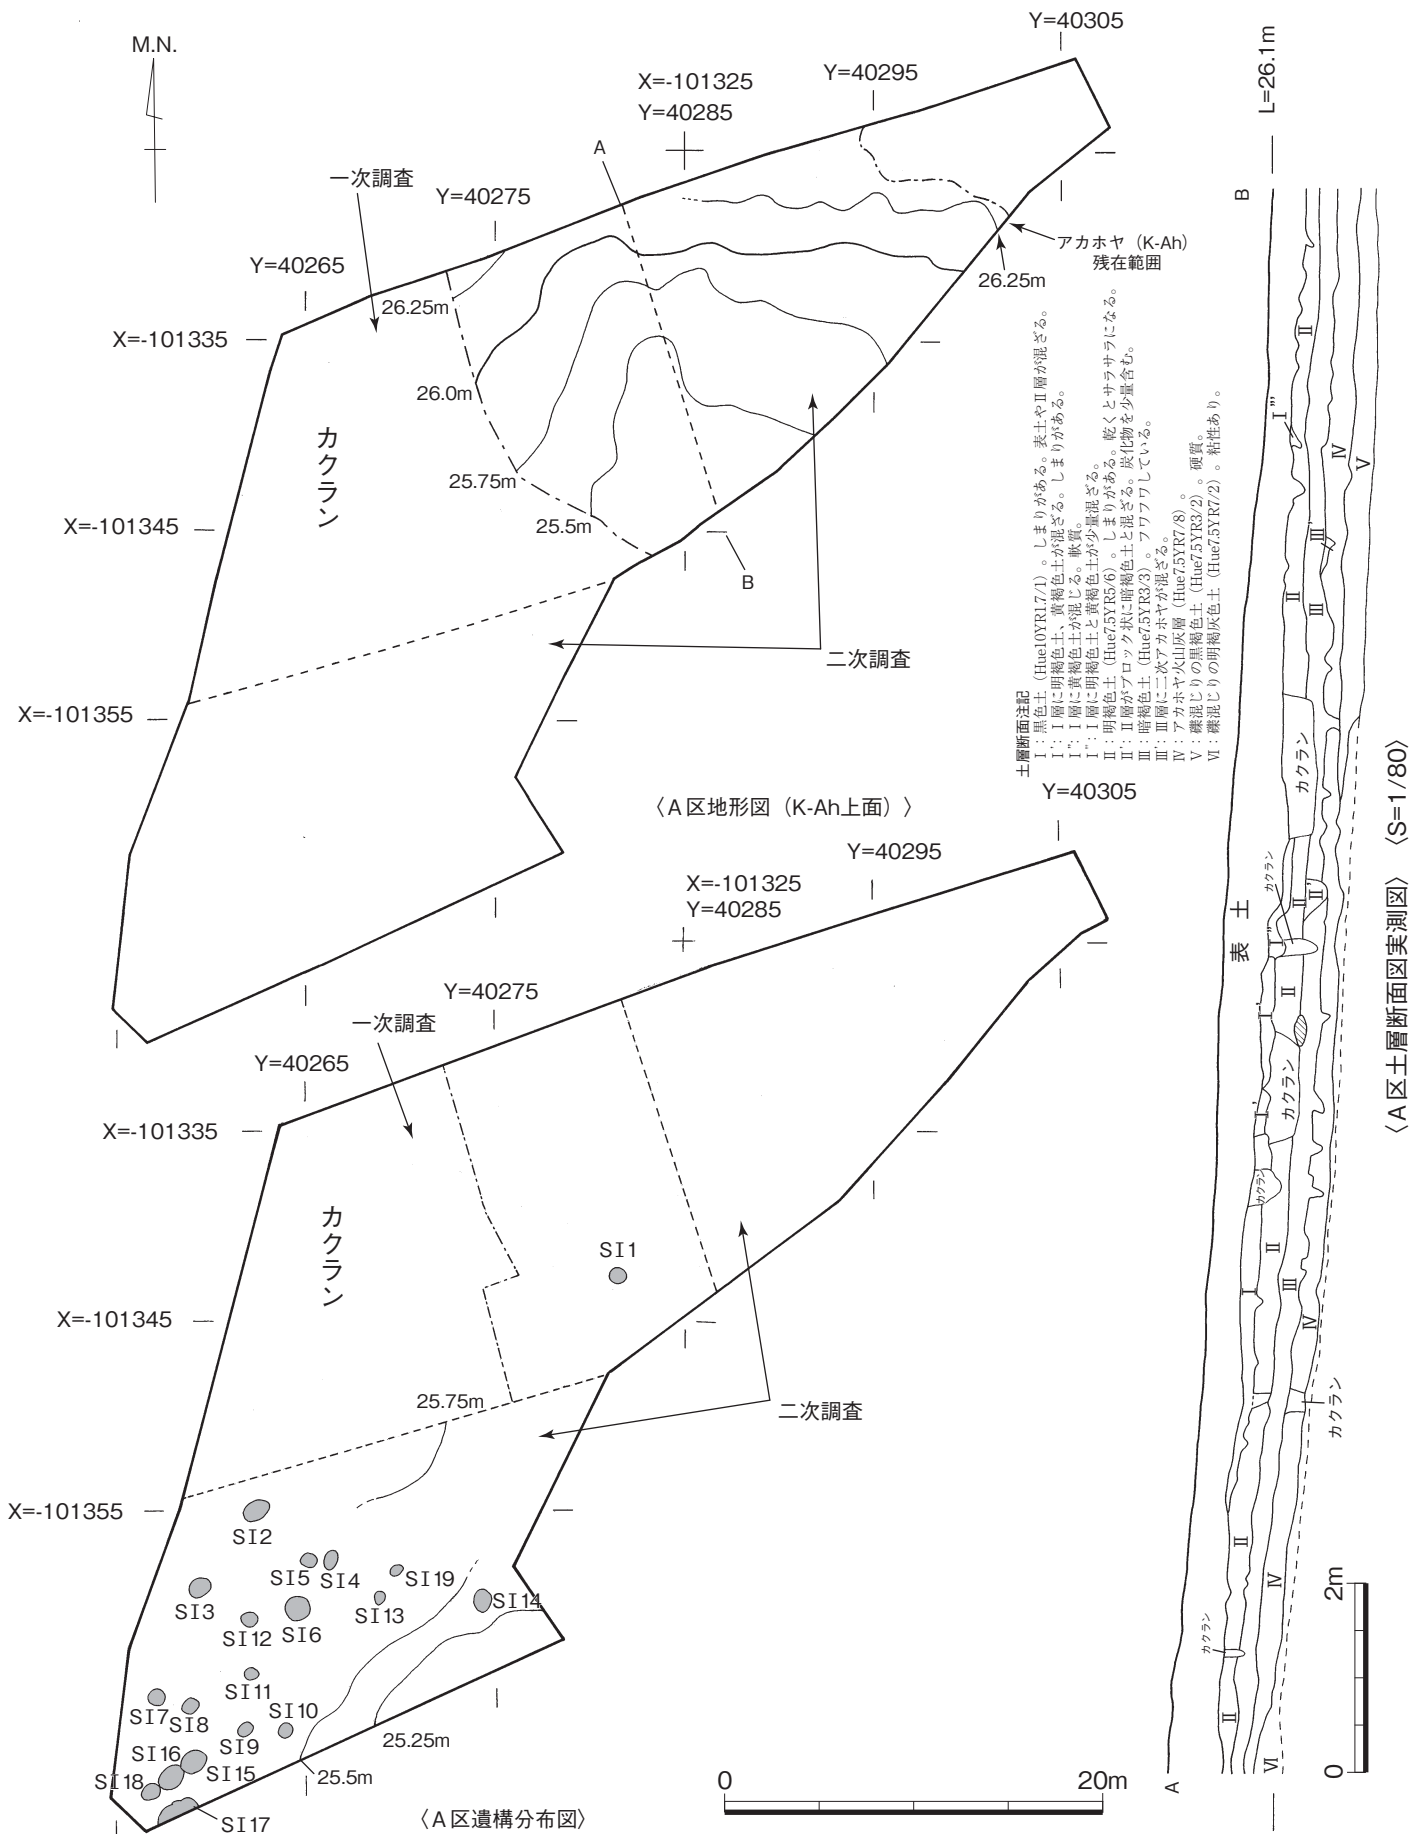 M.N.
Y=40305
Y=40295
X=-101325
Y=40285
A
一次調査
Y=40275
Y=40265
X=-101335
26.25m
アカホヤ（K-Ah）
残在範囲
26.25m
26.0m
カクラン
25.75m
X=-101345
25.5m
B
二次調査
X=-101355
〈A区地形図（K-Ah上面）〉
土層断面注記
Ⅰ：黒色土（Hue10YR1.7/1）。しまりがある。表土やⅡ層が混ざる。
Ⅰ'：Ⅰ層に明褐色土、黄褐色土が混ざる。しまりがある。
Ⅰ''：Ⅰ層に黄褐色土が混じる。軟質。
Ⅰ'''：Ⅰ層に明褐色土と黄褐色土が少量混ざる。
Ⅱ：明褐色土（Hue7.5YR5/6）。しまりがある。乾くとサラサラになる。
Ⅱ'：Ⅱ層がブロック状に暗褐色土と混ざる。炭化物を少量含む。
Ⅲ：暗褐色土（Hue7.5YR3/3）。フワフワしている。
Ⅲ'：Ⅲ層に二次アカホヤが混ざる。
Ⅳ：アカホヤ火山灰層（Hue7.5YR7/8）。
Ⅴ：礫混じりの黒褐色土（Hue7.5YR3/2）。硬質。
Ⅵ：礫混じりの明褐灰色土（Hue7.5YR7/2）。粘性あり。
Y=40305
Y=40295
X=-101325
Y=40285
Y=40275
一次調査
Y=40265
X=-101335
カクラン
SI1
X=-101345
25.75m
二次調査
X=-101355
SI2
SI5
SI4
SI19
SI3
SI13
SI14
SI12
SI6
SI11
SI7
SI8
SI10
SI9
SI16
SI15
SI18
SI17
25.25m
25.5m
〈A区遺構分布図〉
0
20m
L=26.1m
B
Ⅱ
Ⅰ'''
Ⅳ
Ⅴ
Ⅲ'
Ⅱ
Ⅲ
カクラン
カクラン
Ⅱ
Ⅱ'
表土
Ⅰ''
Ⅱ
Ⅰ'
カクラン
Ⅰ'
カクラン
Ⅱ
Ⅰ
Ⅲ
Ⅳ
カクラン
Ⅱ
Ⅳ
カクラン
Ⅱ
Ⅵ
A
0
2m
〈A区土層断面図実測図〉〈S=1/80〉